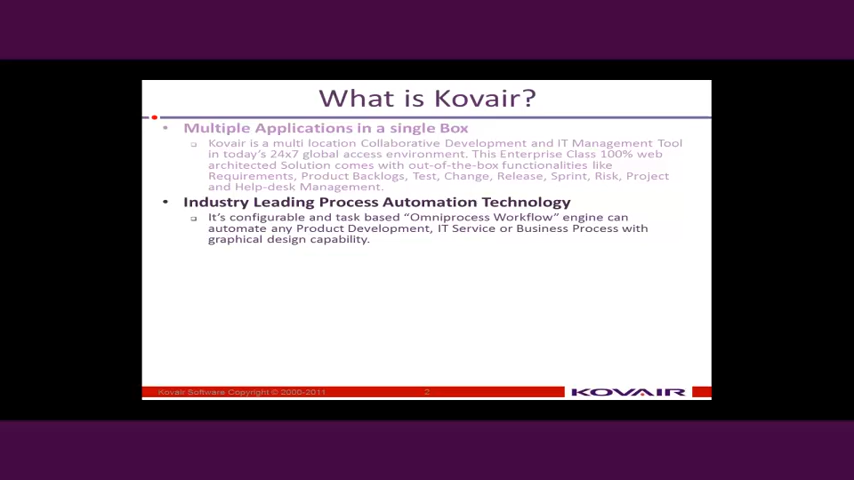 What is Kovair?
• Multiple Applications in a single Box
Kovair is a multi location Collaborative Development and IT Management Tool
in today's 24x7 global access environment. This Enterprise Class 100% web
architected Solution comes with out-of-the-box functionalities like
Requirements, Product Backlogs, Test, Change, Release, Sprint, Risk, Project
and Help-desk Management.
• Industry Leading Process Automation Technology
It's configurable and task based "Omniprocess Workflow" engine can
automate any Product Development, IT Service or Business Process with
graphical design capability.
Kovair Software Copyright © 2000-2011
2
KOVAIR